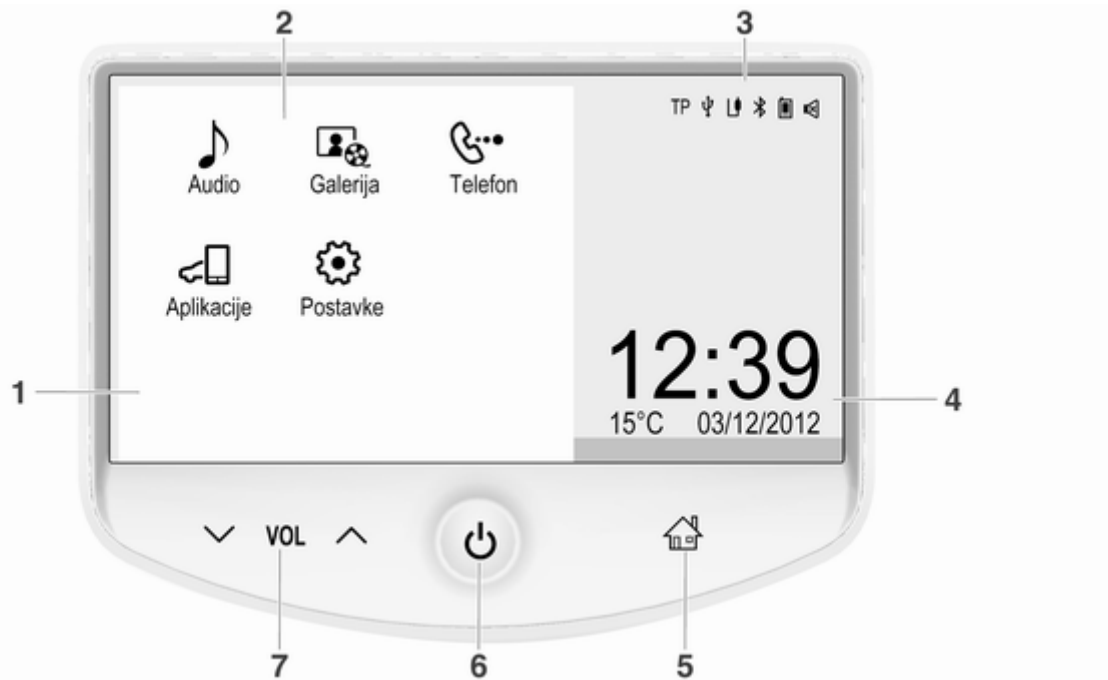 2 3
TP
Audio Galerija Telefon
Aplikacije Postavke
12:39
1 4
15°C 03/12/2012
VOL
7 6 5